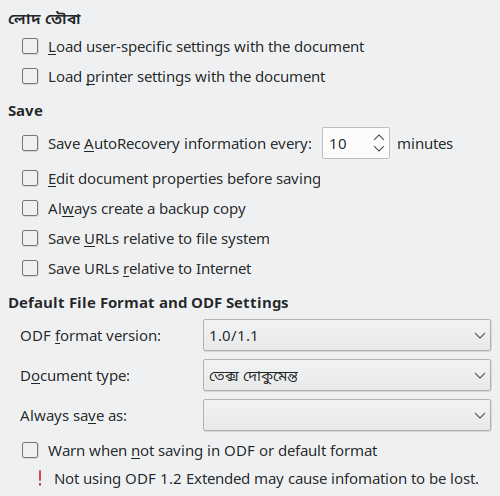 লোদ তৌবা
Load user-specific settings with the document
Load printer settings with the document
Save
Save AutoRecovery information every: 10 minutes
Edit document properties before saving
Always create a backup copy
Save URLs relative to file system
Save URLs relative to Internet
Default File Format and ODF Settings
ODF format version: 1.0/1.1
Document type: তেক্স দোকুমেন্ত
Always save as:
Warn when not saving in ODF or default format
! Not using ODF 1.2 Extended may cause infomation to be lost.